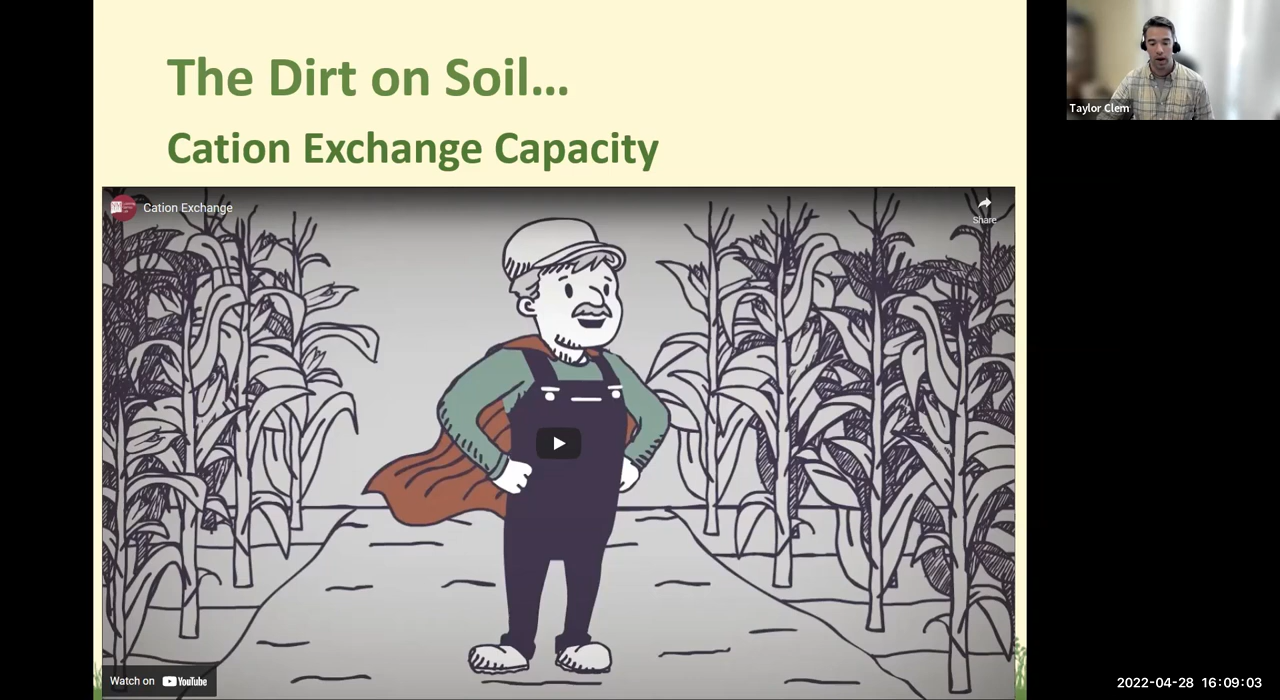 The Dirt on Soil...
Cation Exchange Capacity
Cation Exchange
Share
Watch on YouTube
Taylor Clem
2022-04-28 16:09:03